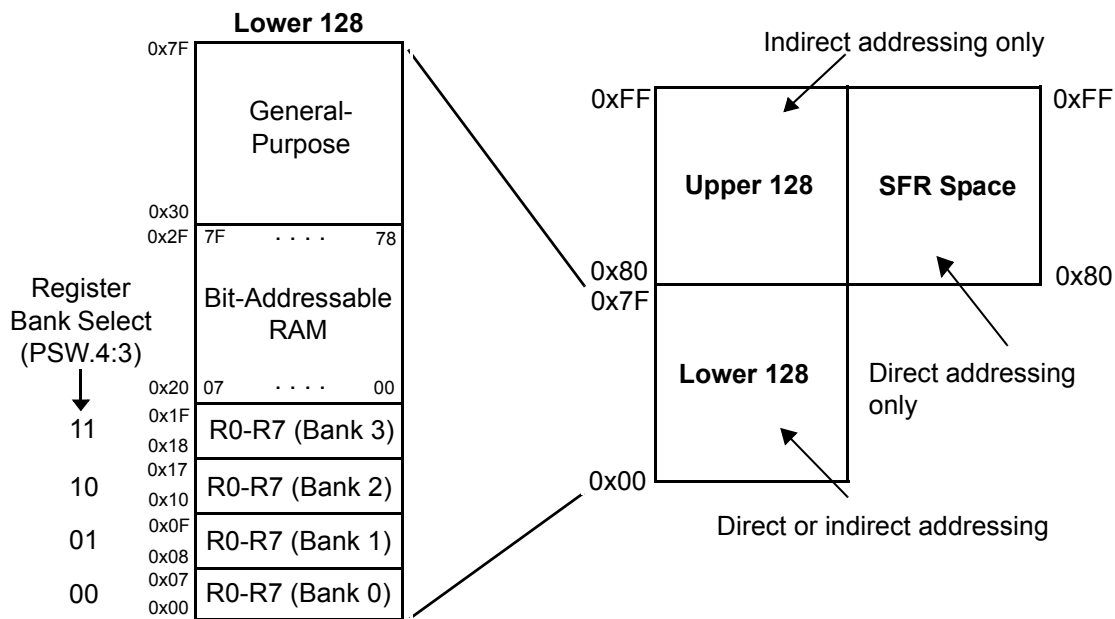 Lower 128
0x7F
General-
Purpose
0x30
0x2F
7F . . . . 78
Bit-Addressable
RAM
0x20
07 . . . . 00
Register
Bank Select
(PSW.4:3)
11
0x1F
0x18
R0-R7 (Bank 3)
10
0x17
0x10
R0-R7 (Bank 2)
01
0x0F
0x08
R0-R7 (Bank 1)
00
0x07
0x00
R0-R7 (Bank 0)
Indirect addressing only
0xFF
0xFF
Upper 128
SFR Space
0x80
0x7F
0x80
Lower 128
Direct addressing
only
0x00
Direct or indirect addressing